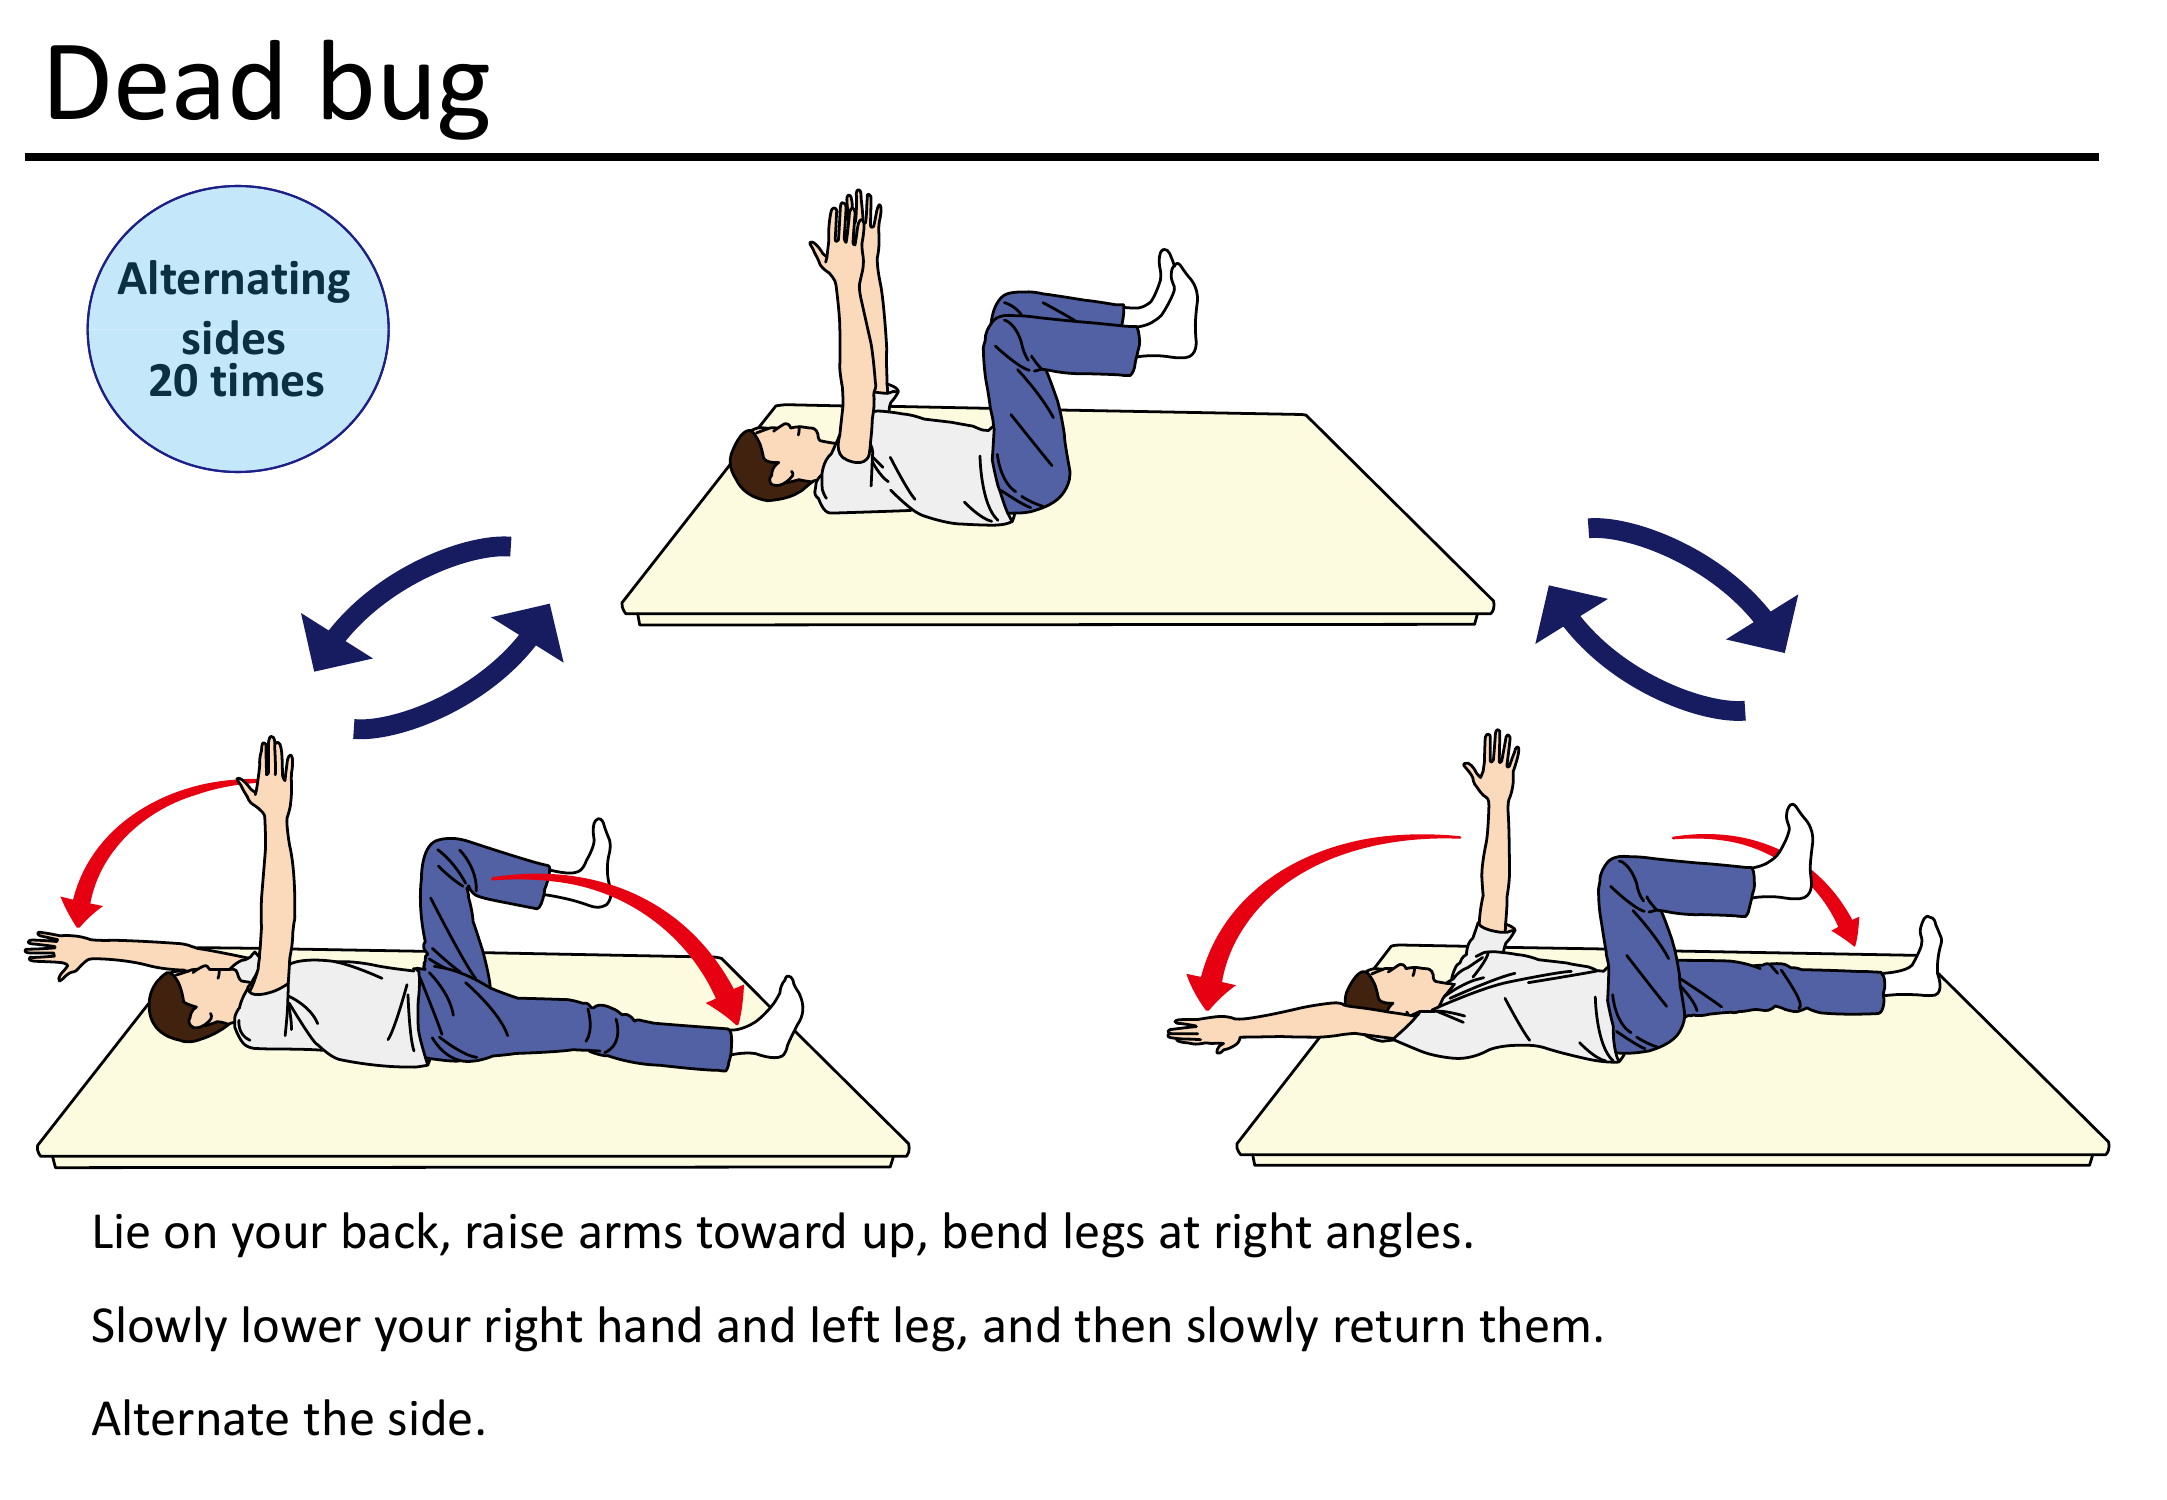 Dead bug
Alternating
sides
20 times
Lie on your back, raise arms toward up, bend legs at right angles.
Slowly lower your right hand and left leg, and then slowly return them.
Alternate the side.